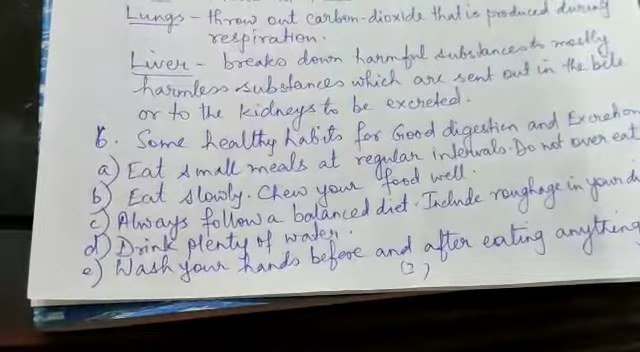 Lungs - throw out carbon-dioxide that is produced during
respiration.
Liver - breaks down harmful substances to mostly
harmless substances which are sent out in the bile
or to the kidneys to be excreted.
6. Some healthy habits for Good digestion and Excretion
a) Eat small meals at regular intervals. Do not over eat
b) Eat slowly. Chew your food well.
c) Always follow a balanced diet. Include roughage in your
d) Drink plenty of water.
e) Wash your hands before and after eating anything
(3)